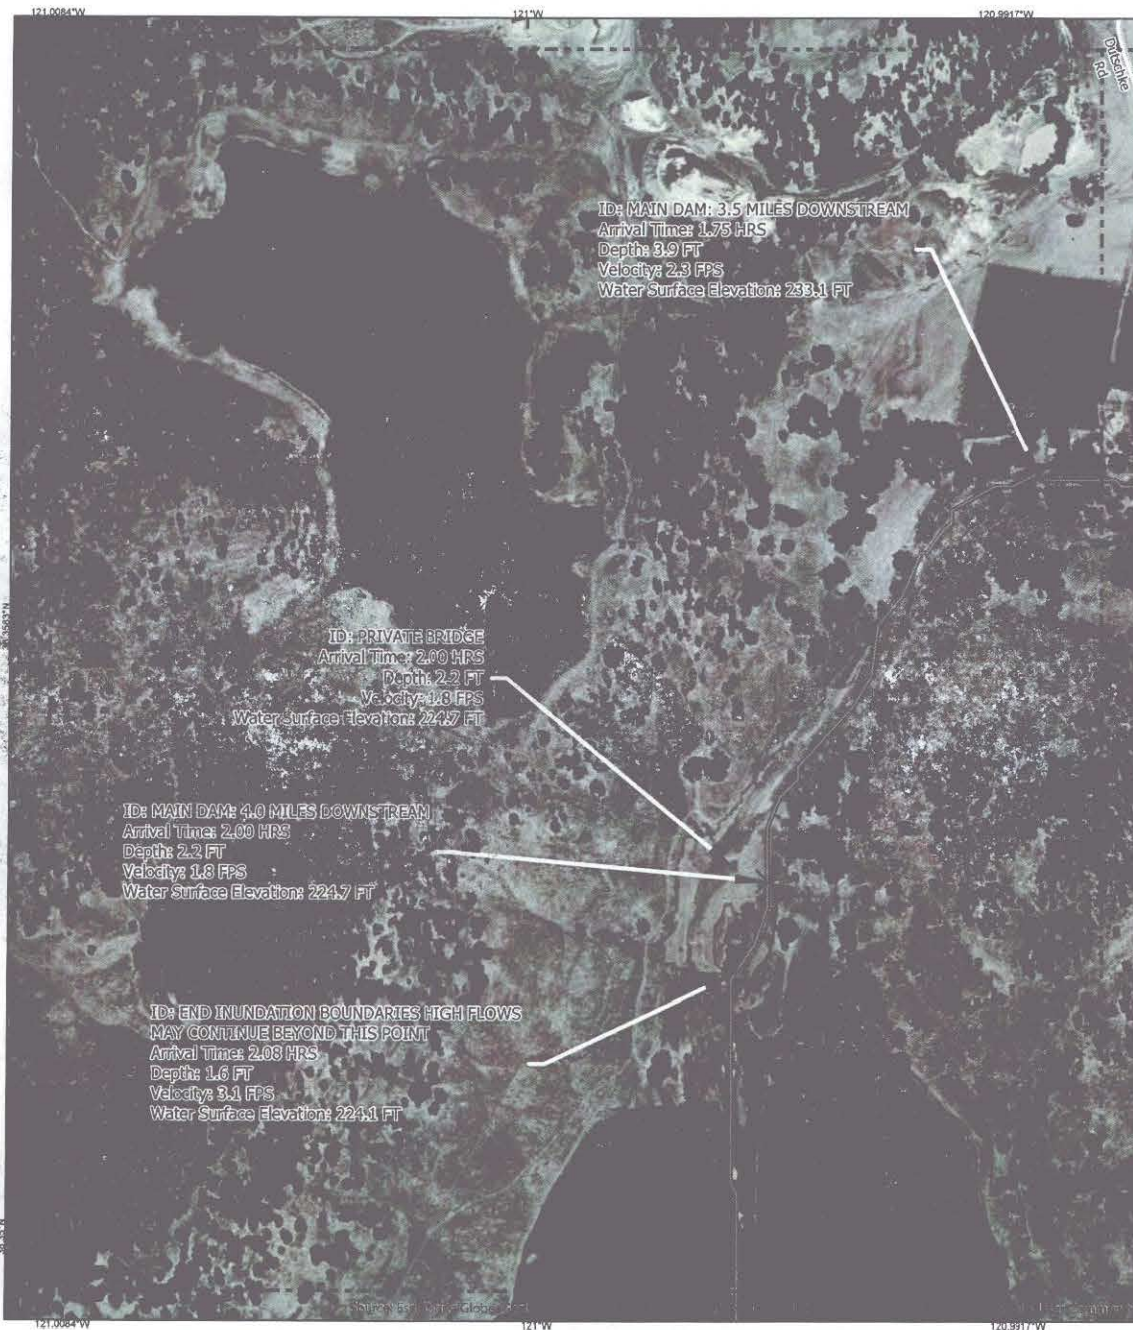 121.0084°W
121°W
120.9917°W
Dutschke
Rd
ID: MAIN DAM: 3.5 MILES DOWNSTREAM
Arrival Time: 1.75 HRS
Depth: 3.9 FT
Velocity: 2.3 FPS
Water Surface Elevation: 233.1 FT
ID: PRIVATE BRIDGE
Arrival Time: 2.00 HRS
Depth: 2.2 FT
Velocity: 1.8 FPS
Water Surface Elevation: 224.7 FT
ID: MAIN DAM: 4.0 MILES DOWNSTREAM
Arrival Time: 2.00 HRS
Depth: 2.2 FT
Velocity: 1.8 FPS
Water Surface Elevation: 224.7 FT
ID: END INUNDATION BOUNDARIES HIGH FLOWS
MAY CONTINUE BEYOND THIS POINT
Arrival Time: 2.08 HRS
Depth: 1.6 FT
Velocity: 3.1 FPS
Water Surface Elevation: 224.1 FT
Source: Esri
121.0084°W
121°W
120.9917°W